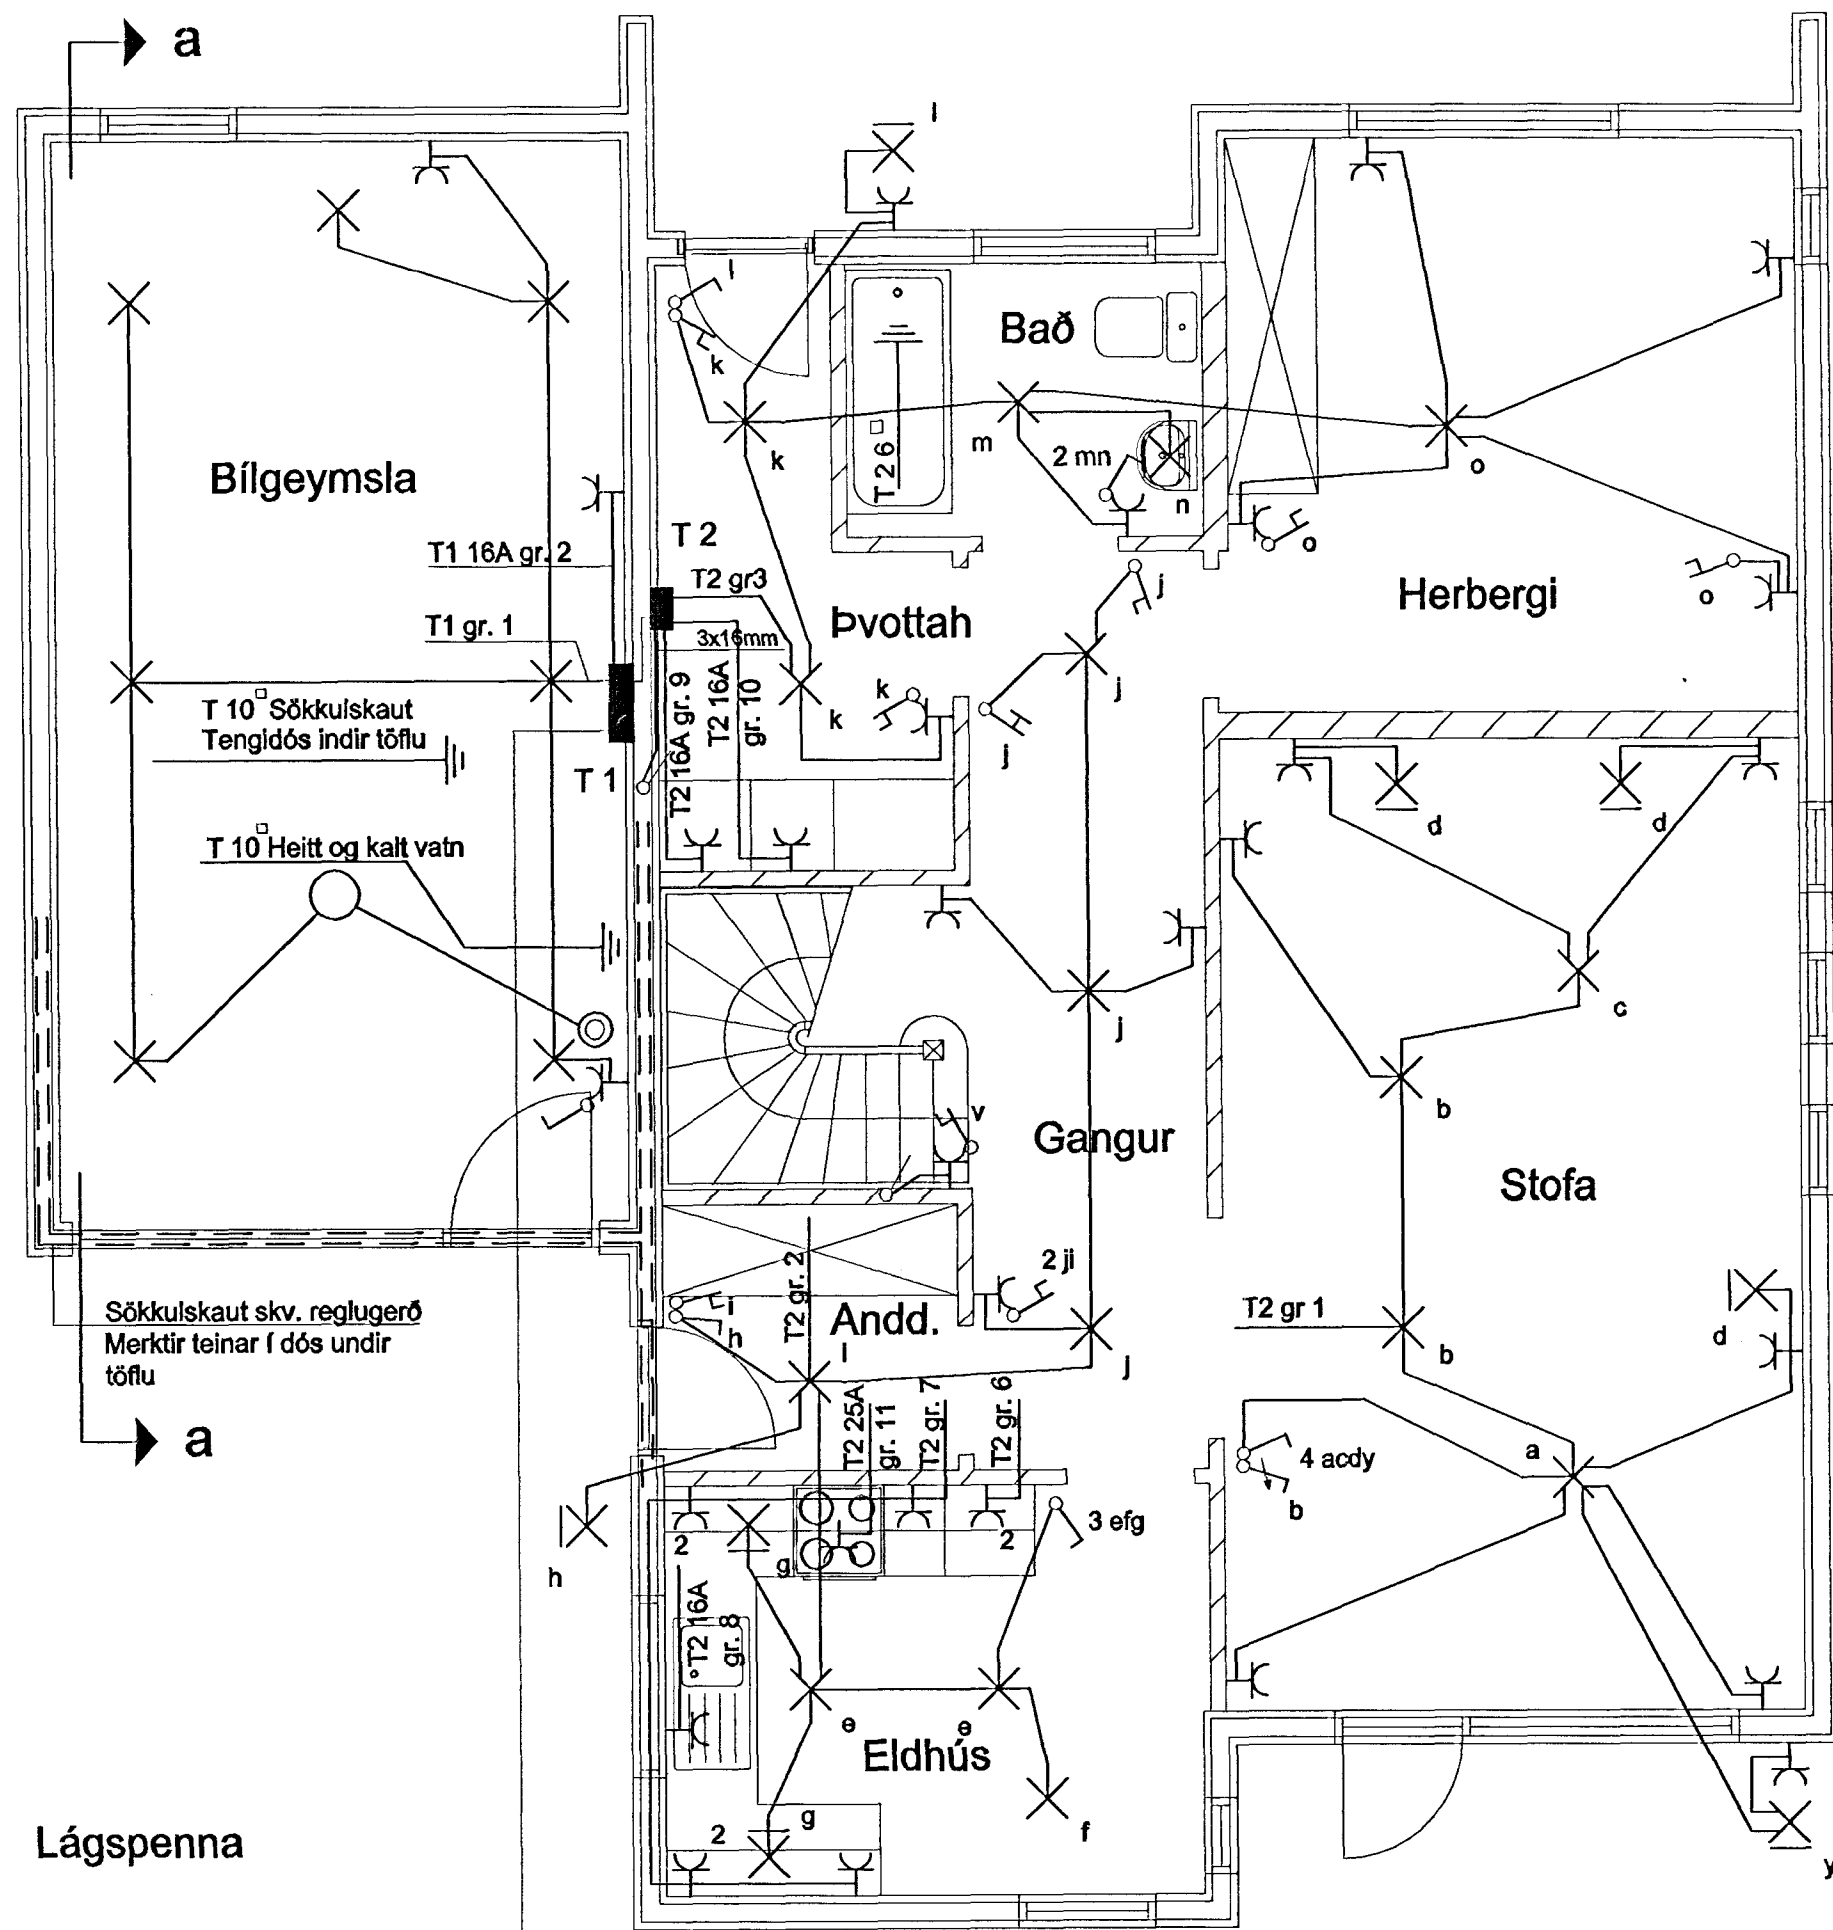 a
l
l
k
k
Bað
m
2 mn
n
T 2 6
o
o
o
Bílgeymsla
T1 16A gr. 2
T1 gr. 1
T 2
T2 gr3
3x16mm
Þvottah
Herbergi
j
j
j
k
k
T2 16A gr. 9
T2 16A
gr. 10
T 10 Sökkulskaut
Tengidós indir töflu
T 1
d
d
T 10 Heitt og kalt vatn
c
j
b
v
Gangur
Stofa
T2 gr. 2
2 ji
i
h
Andd.
T2 gr 1
b
d
Sökkulskaut skv. reglugerð
Merktir teinar í dós undir
töflu
a
j
T2 25A
gr. 11
T2 gr. 7
T2 gr. 6
a
4 acdy
b
h
2
g
2
3 efg
T2 16A
gr. 8
e
e
Eldhús
g
2
f
y
Lágspenna